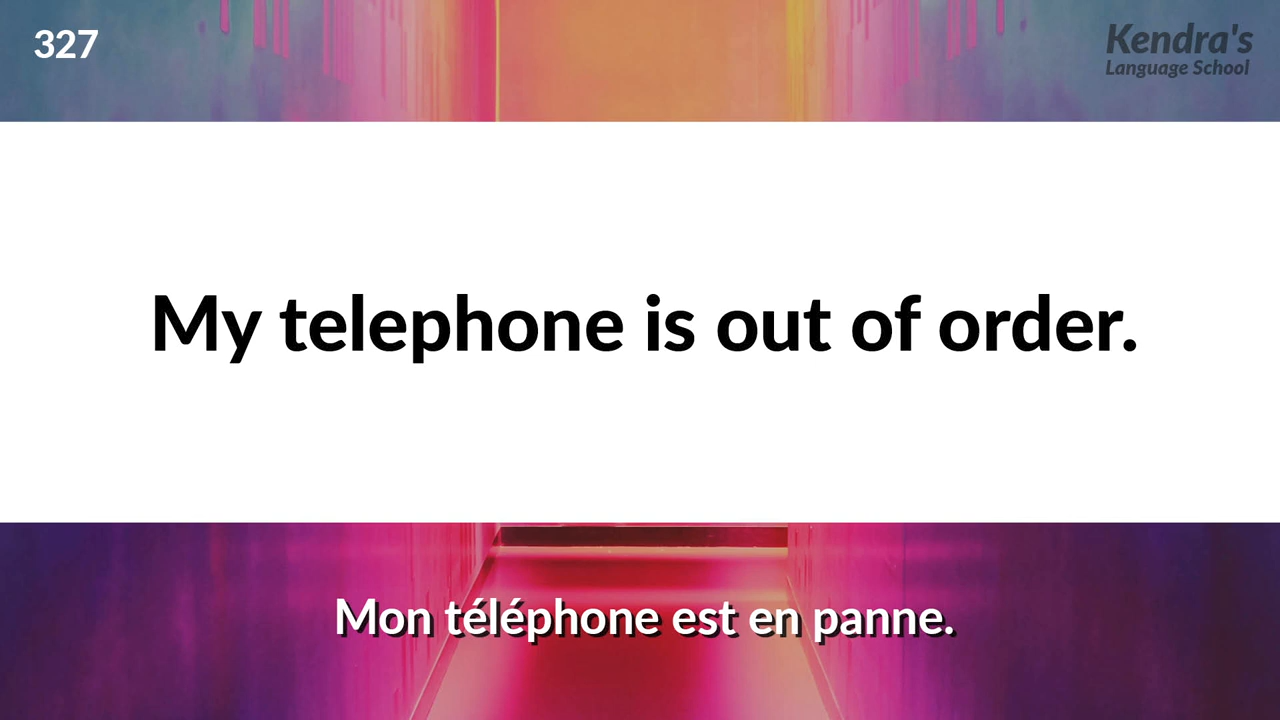 327
Kendra's
Language School
My telephone is out of order.
Mon téléphone est en panne.